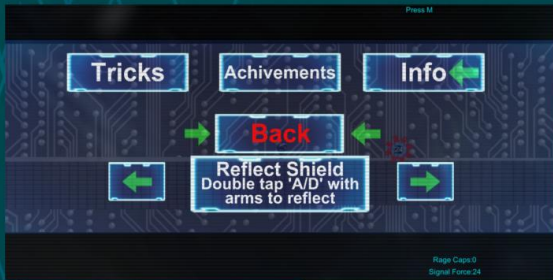 Press M
Tricks
Achivements
Info
Back
Reflect Shield
Double tap 'A/D' with
arms to reflect
Rage Caps:0
Signal Force:24